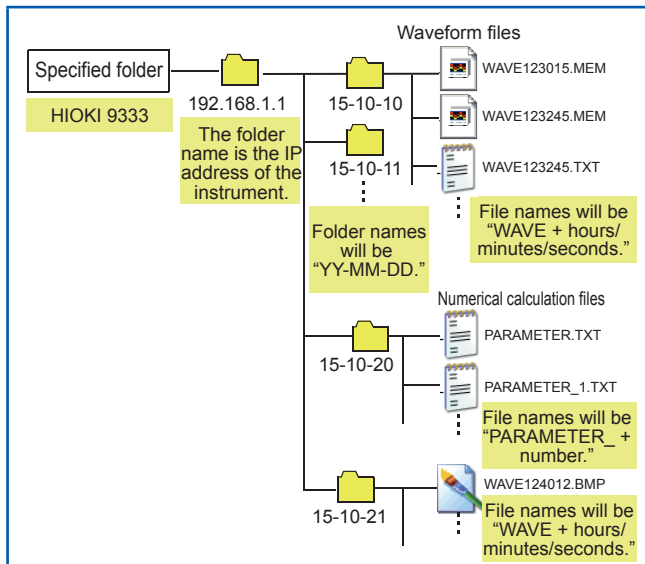 Waveform files
Specified folder
HIOKI 9333
192.168.1.1
The folder
name is the IP
address of the
instrument.
15-10-10
15-10-11
Folder names
will be
“YY-MM-DD.”
WAVE123015.MEM
WAVE123245.MEM
WAVE123245.TXT
File names will be
“WAVE + hours/
minutes/seconds.”
Numerical calculation files
15-10-20
PARAMETER.TXT
PARAMETER_1.TXT
File names will be
“PARAMETER_ +
number.”
15-10-21
WAVE124012.BMP
File names will be
“WAVE + hours/
minutes/seconds.”